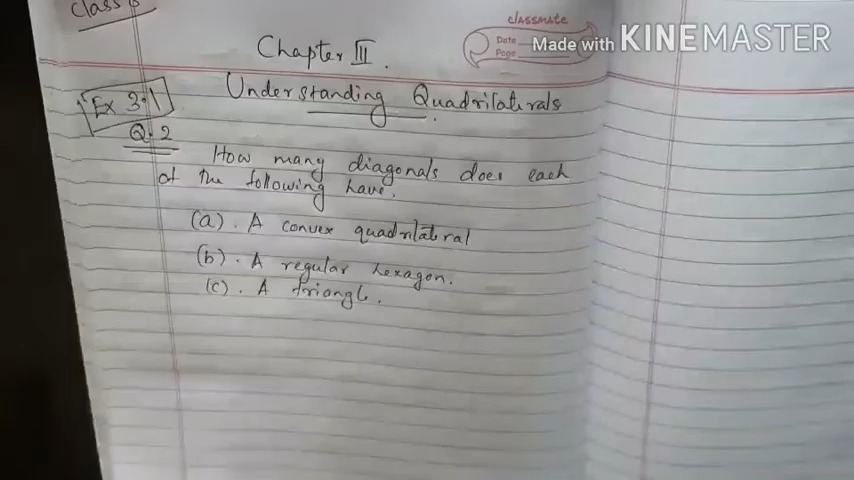 Class 8
classmate
Date
Page
Made with KINEMASTER
Chapter III.
Understanding Quadrilaterals.
Ex 3.1
Q.2
How many diagonals does each
of the following have.
(a). A convex quadrilateral
(b). A regular hexagon.
(c). A triangle.